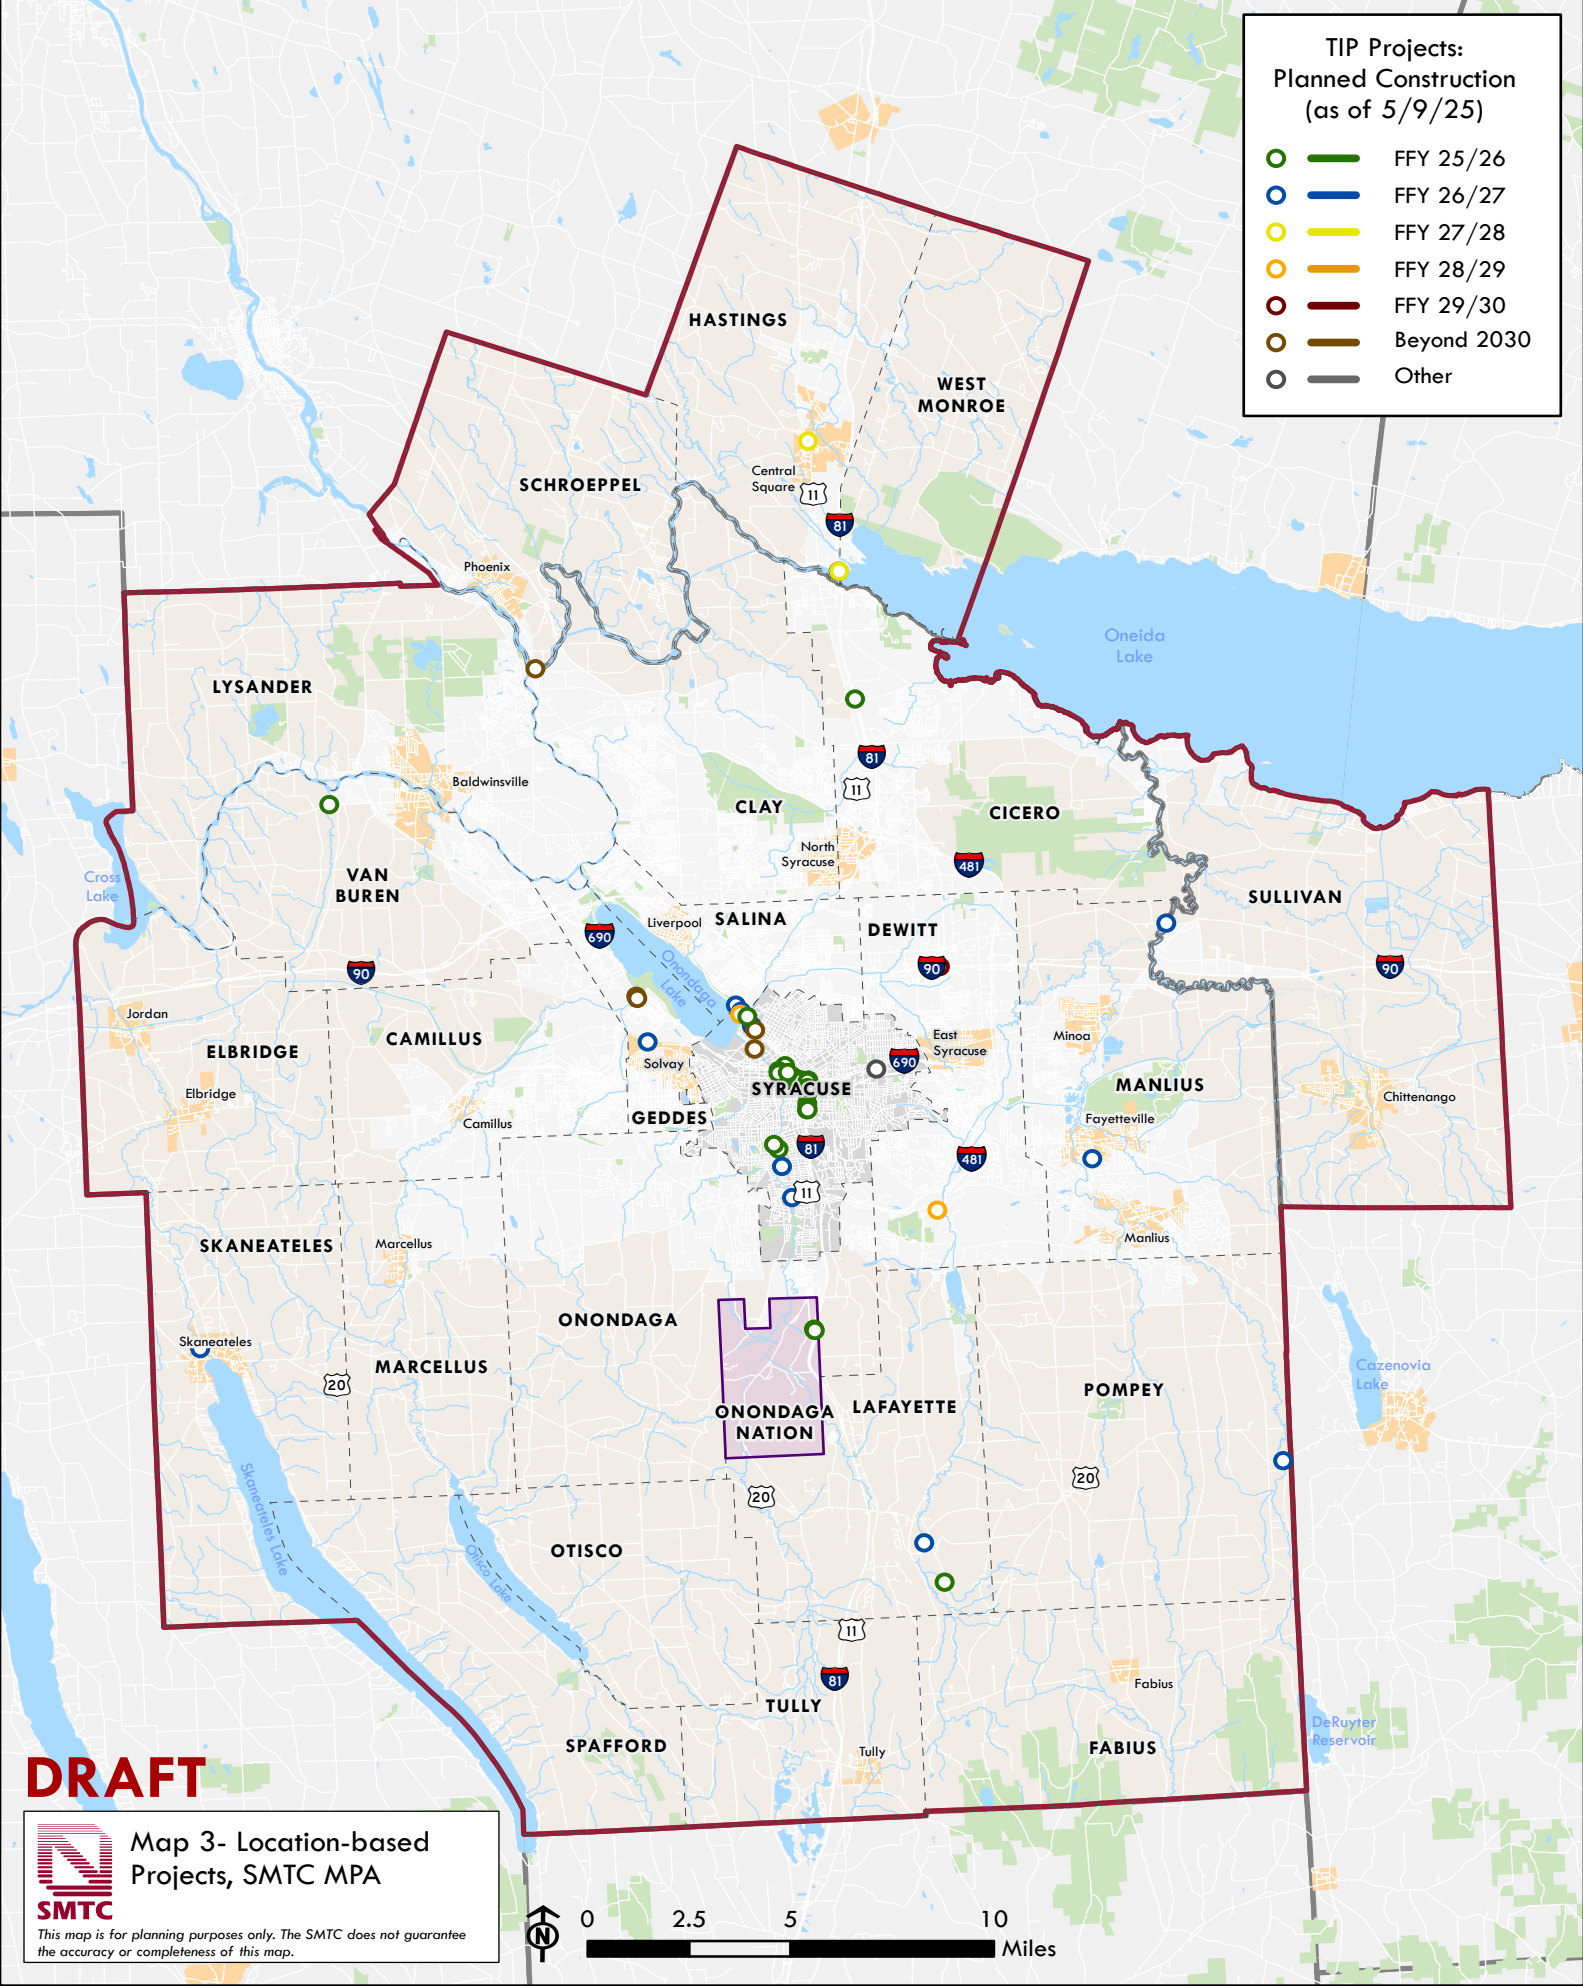 TIP Projects:
Planned Construction
(as of 5/9/25)
FFY 25/26
FFY 26/27
FFY 27/28
FFY 28/29
FFY 29/30
Beyond 2030
Other
HASTINGS
WEST
MONROE
Central
Square
11
81
SCHROEPPEL
Phoenix
Oneida
Lake
LYSANDER
81
11
Baldwinsville
CLAY
CICERO
North
Syracuse
481
Cross
Lake
VAN
BUREN
SULLIVAN
Liverpool
SALINA
DEWITT
690
90
90
90
Onondaga
Lake
Jordan
CAMILLUS
ELBRIDGE
East
Syracuse
Minoa
690
Solvay
SYRACUSE
MANLIUS
Elbridge
Chittenango
Camillus
GEDDES
Fayetteville
81
481
11
SKANEATELES
Marcellus
Manlius
ONONDAGA
Skaneateles
MARCELLUS
20
Cazenovia
Lake
POMPEY
LAFAYETTE
ONONDAGA
NATION
20
20
Skaneateles Lake
OTISCO
Otisco Lake
11
81
Fabius
TULLY
DeRuyter
Reservoir
SPAFFORD
Tully
FABIUS
DRAFT
Map 3- Location-based
Projects, SMTC MPA
SMTC
This map is for planning purposes only. The SMTC does not guarantee
the accuracy or completeness of this map.
N
0 2.5 5 10
Miles